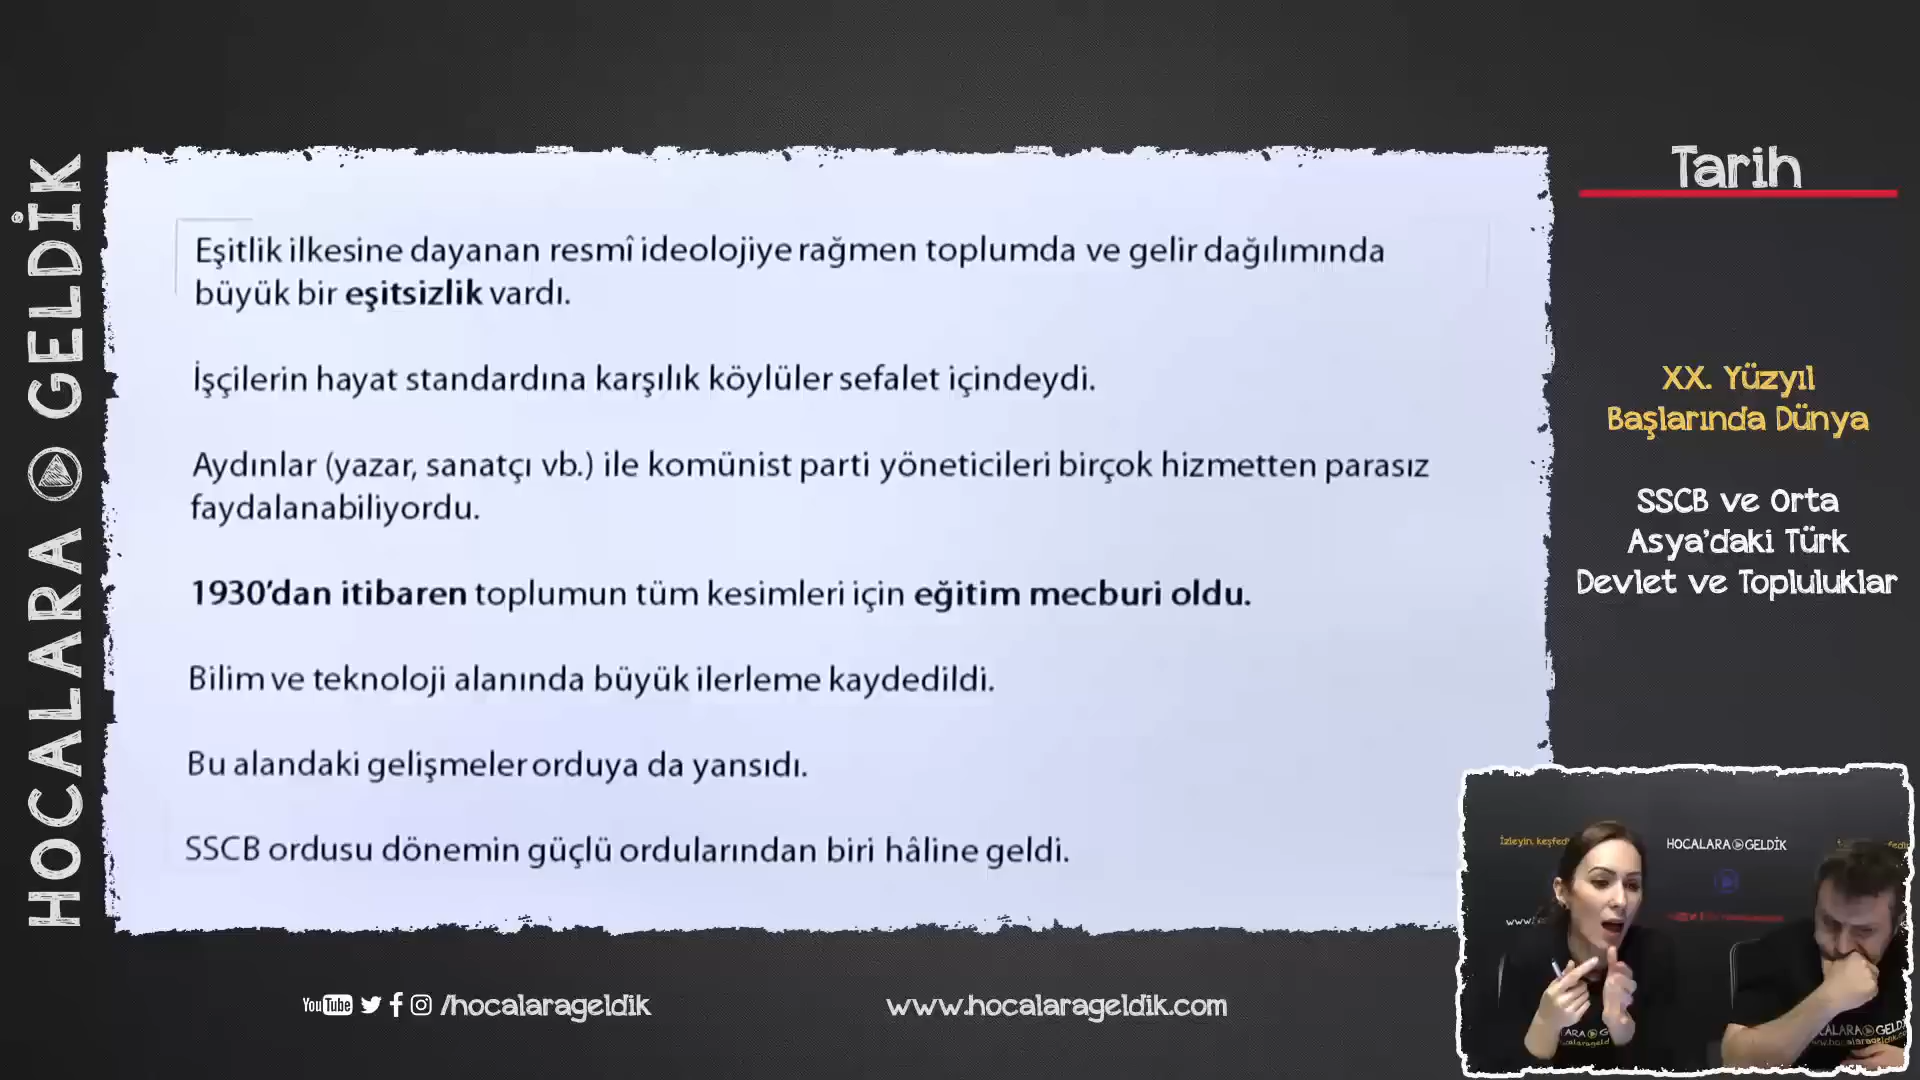 HOCALARA GELDİK
Eşitlik ilkesine dayanan resmî ideolojiye rağmen toplumda ve gelir dağılımında
büyük bir eşitsizlik vardı.
İşçilerin hayat standardına karşılık köylüler sefalet içindeydi.
Aydınlar (yazar, sanatçı vb.) ile komünist parti yöneticileri birçok hizmetten parasız
faydalanabiliyordu.
1930’dan itibaren toplumun tüm kesimleri için eğitim mecburi oldu.
Bilim ve teknoloji alanında büyük ilerleme kaydedildi.
Bu alandaki gelişmeler orduya da yansıdı.
SSCB ordusu dönemin güçlü ordularından biri hâline geldi.
Tarih
XX. Yüzyıl
Başlarında Dünya
SSCB ve Orta
Asya'daki Türk
Devlet ve Topluluklar
YouTube /hocalarageldik
www.hocalarageldik.com
HOCALARA GELDİK